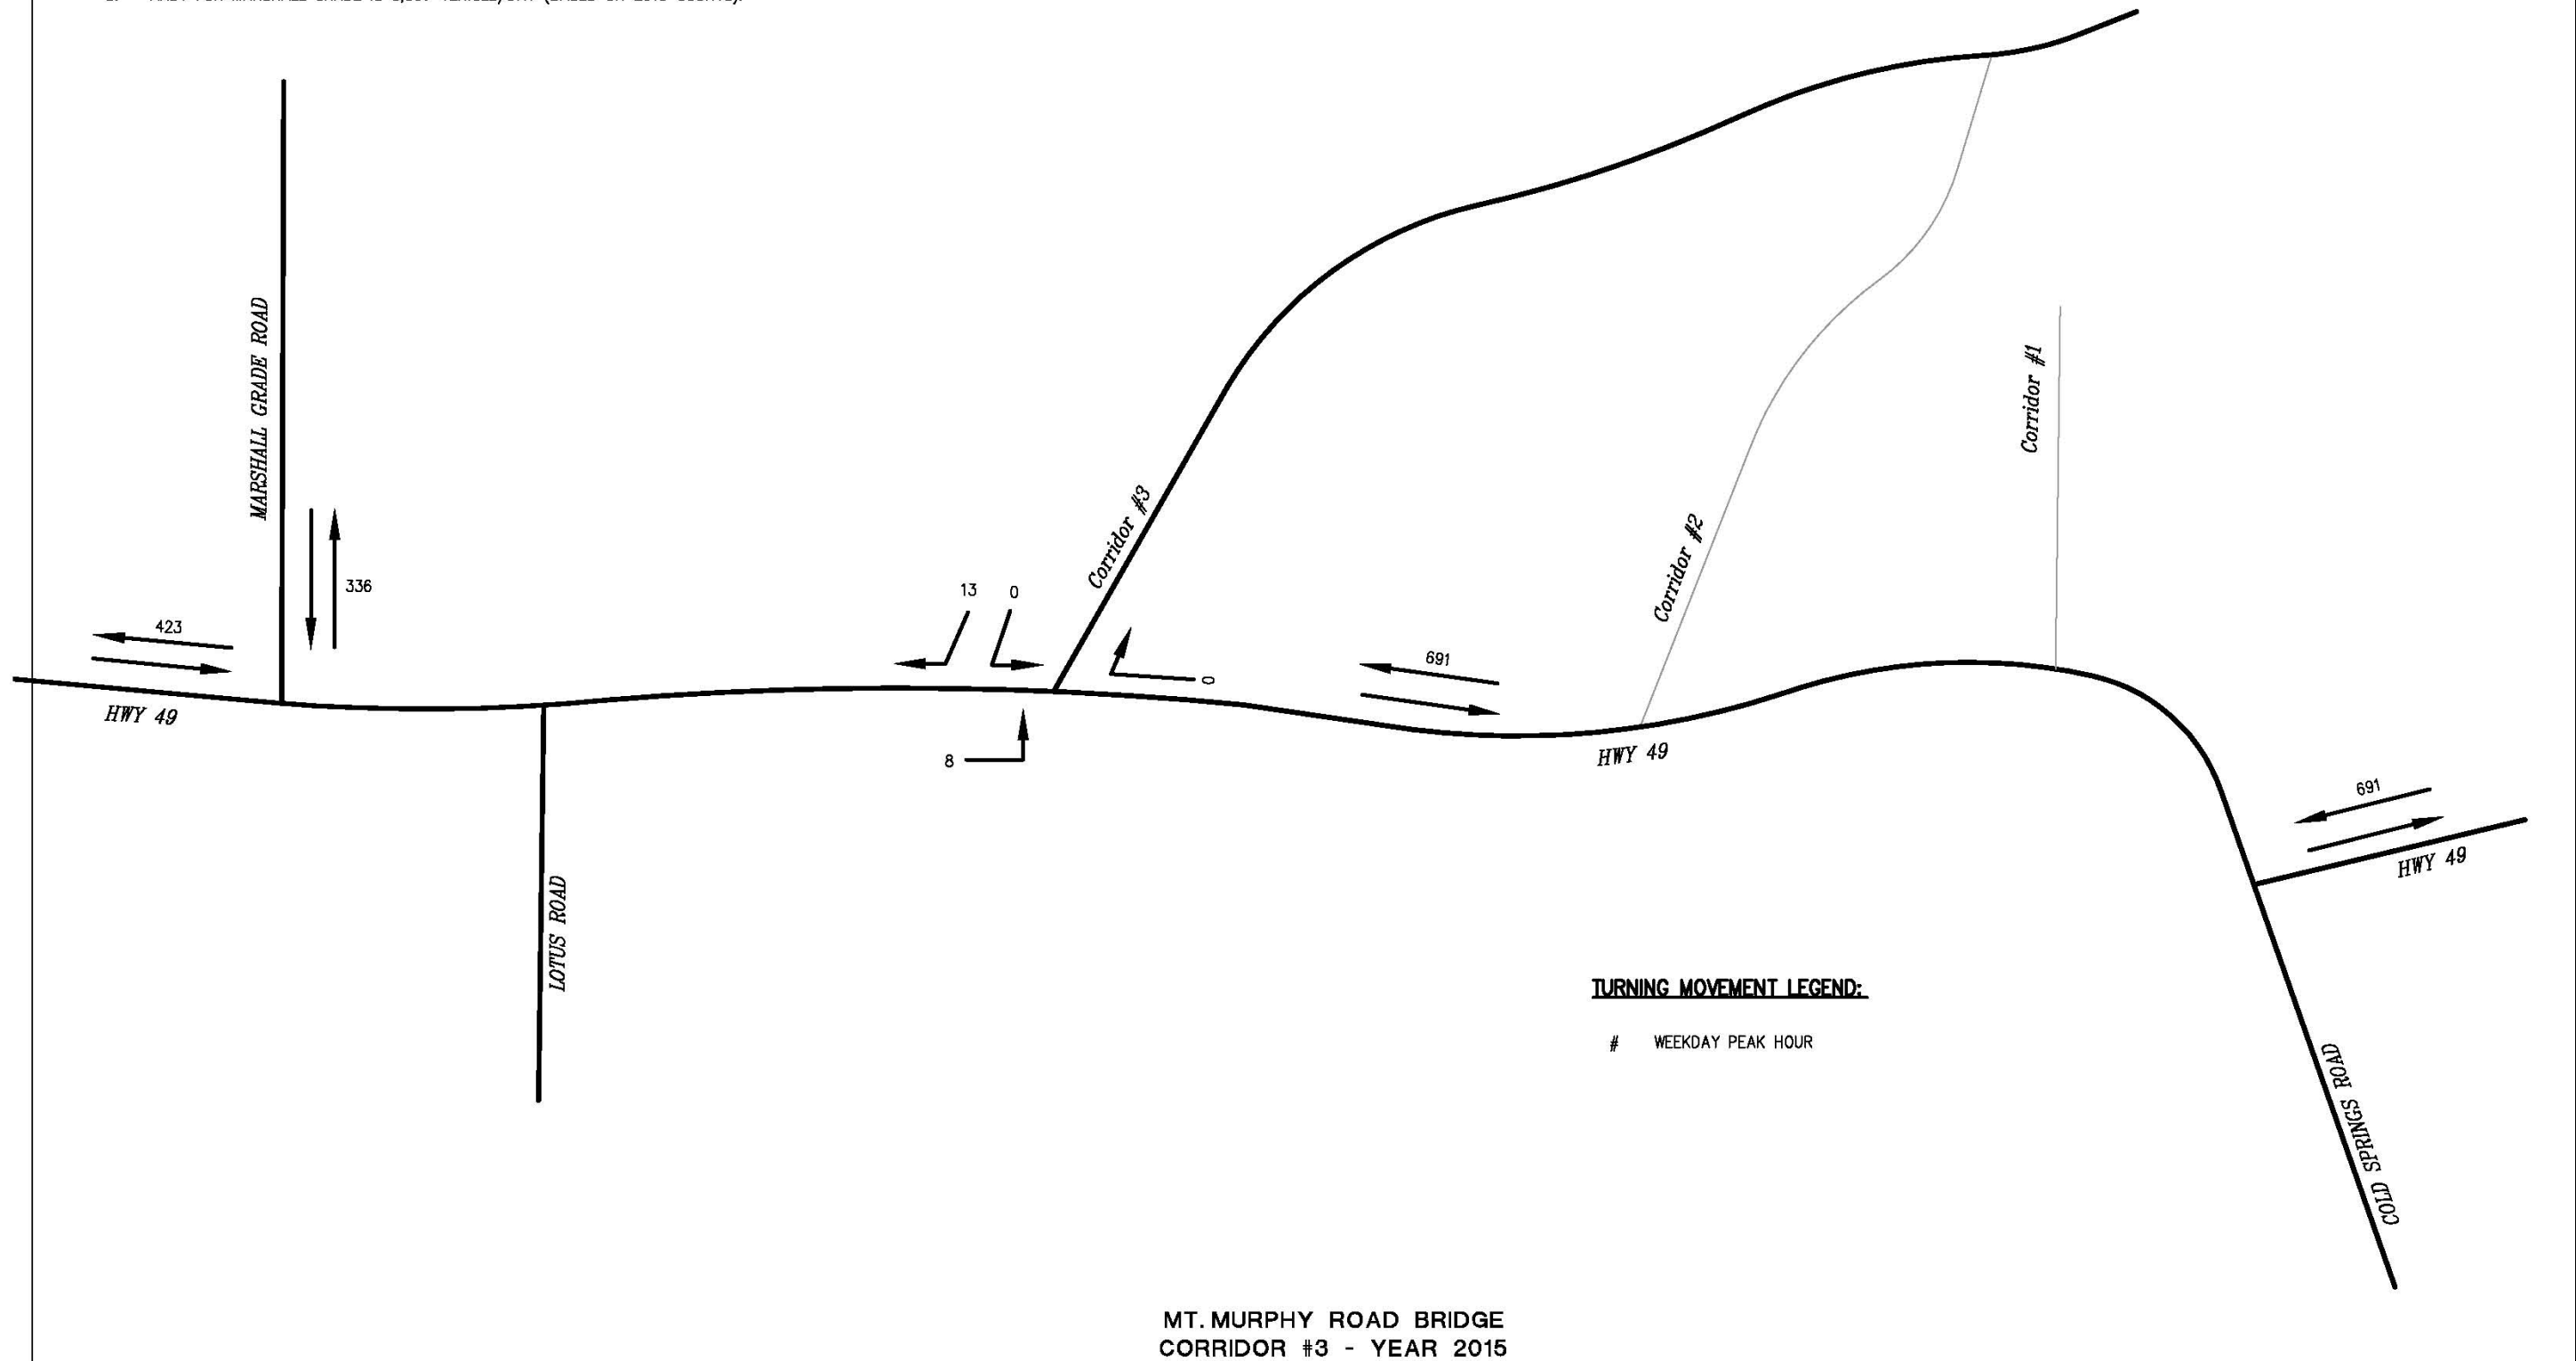 MARSHALL GRADE ROAD
336
423
HWY 49
13
0
Corridor #3
0
8
691
Corridor #2
Corridor #1
HWY 49
691
HWY 49
LOTUS ROAD
COLD SPRINGS ROAD
TURNING MOVEMENT LEGEND:
# WEEKDAY PEAK HOUR
MT. MURPHY ROAD BRIDGE
CORRIDOR #3 - YEAR 2015